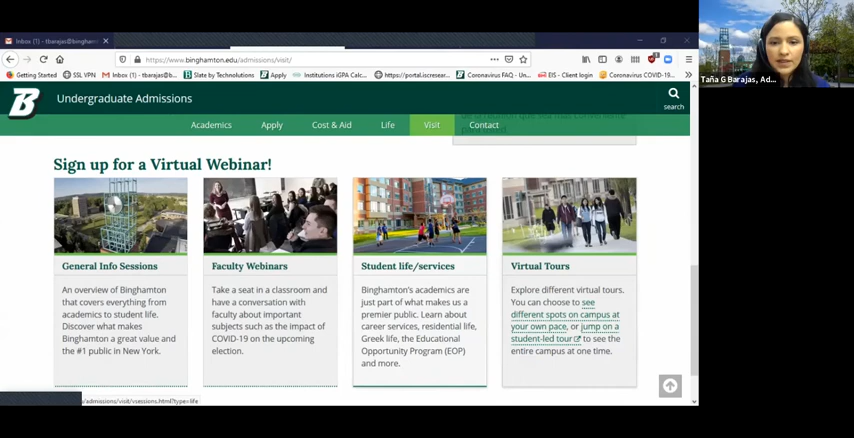 Inbox (1) - tbarajas@bingham
https://www.binghamton.edu/admissions/visit/
Getting Started
SSL VPN
Inbox (1) - tbarajas@b...
Slate by Technolutions
Apply
Institutions iGPA Calc...
https://portal.iscresear...
Coronavirus FAQ - Un...
EIS - Client login
Coronavirus COVID-19...
B
Undergraduate Admissions
search
Academics
Apply
Cost & Aid
Life
Visit
Contact
Sign up for a Virtual Webinar!
General Info Sessions
An overview of Binghamton
that covers everything from
academics to student life.
Discover what makes
Binghamton a great value and
the #1 public in New York.
Faculty Webinars
Take a seat in a classroom and
have a conversation with
faculty about important
subjects such as the impact of
COVID-19 on the upcoming
election.
Student life/services
Binghamton's academics are
just part of what makes us a
premier public. Learn about
career services, residential life,
Greek life, the Educational
Opportunity Program (EOP)
and more.
Virtual Tours
Explore different virtual tours.
You can choose to see
different spots on campus at
your own pace, or jump on a
student-led tour to see the
entire campus at one time.
/admissions/visit/vsessions.html?type=life
Taña G Barajas, Ad...